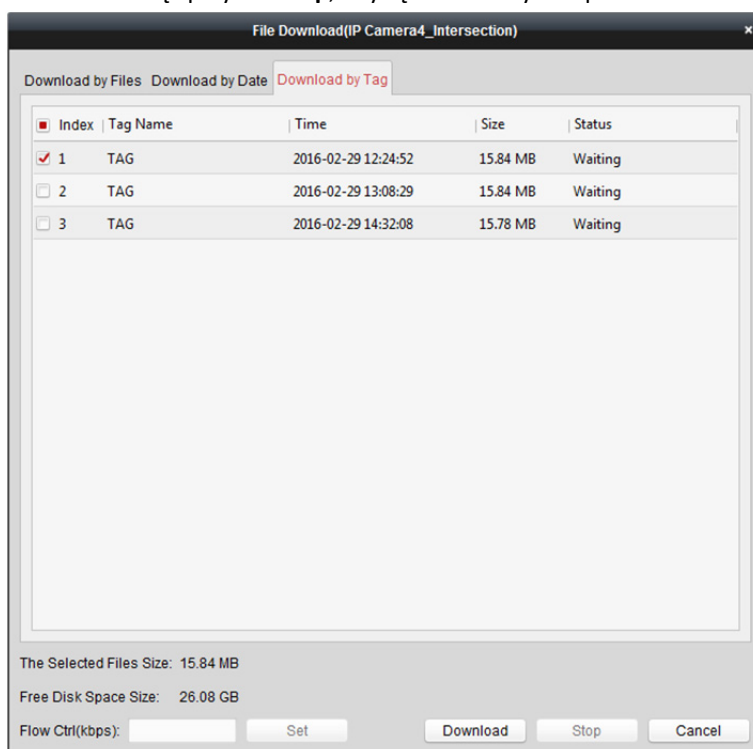 File Download(IP Camera4_Intersection) ×
Download by Files Download by Date Download by Tag
Index Tag Name Time Size Status
1 TAG 2016-02-29 12:24:52 15.84 MB Waiting
2 TAG 2016-02-29 13:08:29 15.84 MB Waiting
3 TAG 2016-02-29 14:32:08 15.78 MB Waiting
The Selected Files Size: 15.84 MB
Free Disk Space Size: 26.08 GB
Flow Ctrl(kbps): Set Download Stop Cancel